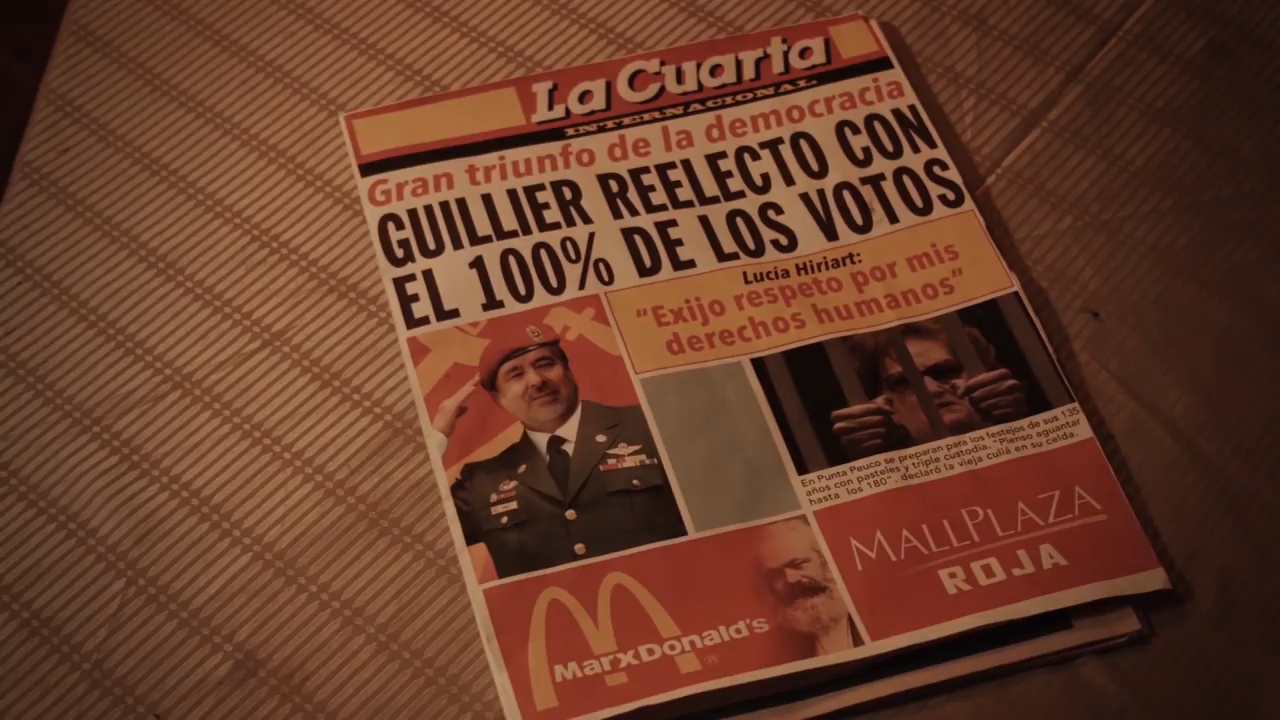 La Cuarta
INTERNACIONAL
Gran triunfo de la democracia
GUILLIER REELECTO CON
EL 100% DE LOS VOTOS
Lucía Hiriart:
"Exijo respeto por mis
derechos humanos"
En Punta Peuco se preparan para los festejos de sus 135
años con pasteles y triple custodia. "Pienso aguantar
hasta los 180", declaró la vieja culiá en su celda.
MALLPLAZA
ROJA
MarxDonald's
®